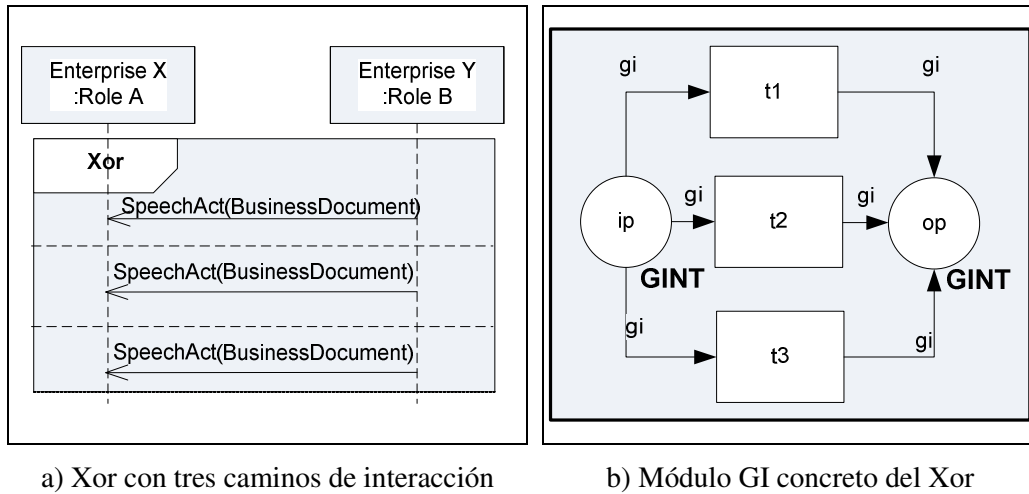 Enterprise X
:Role A
Enterprise Y
:Role B
Xor
SpeechAct(BusinessDocument)
SpeechAct(BusinessDocument)
SpeechAct(BusinessDocument)
a) Xor con tres caminos de interacción
gi
gi
t1
gi
gi
ip
t2
op
GINT
GINT
gi
gi
t3
b) Módulo GI concreto del Xor